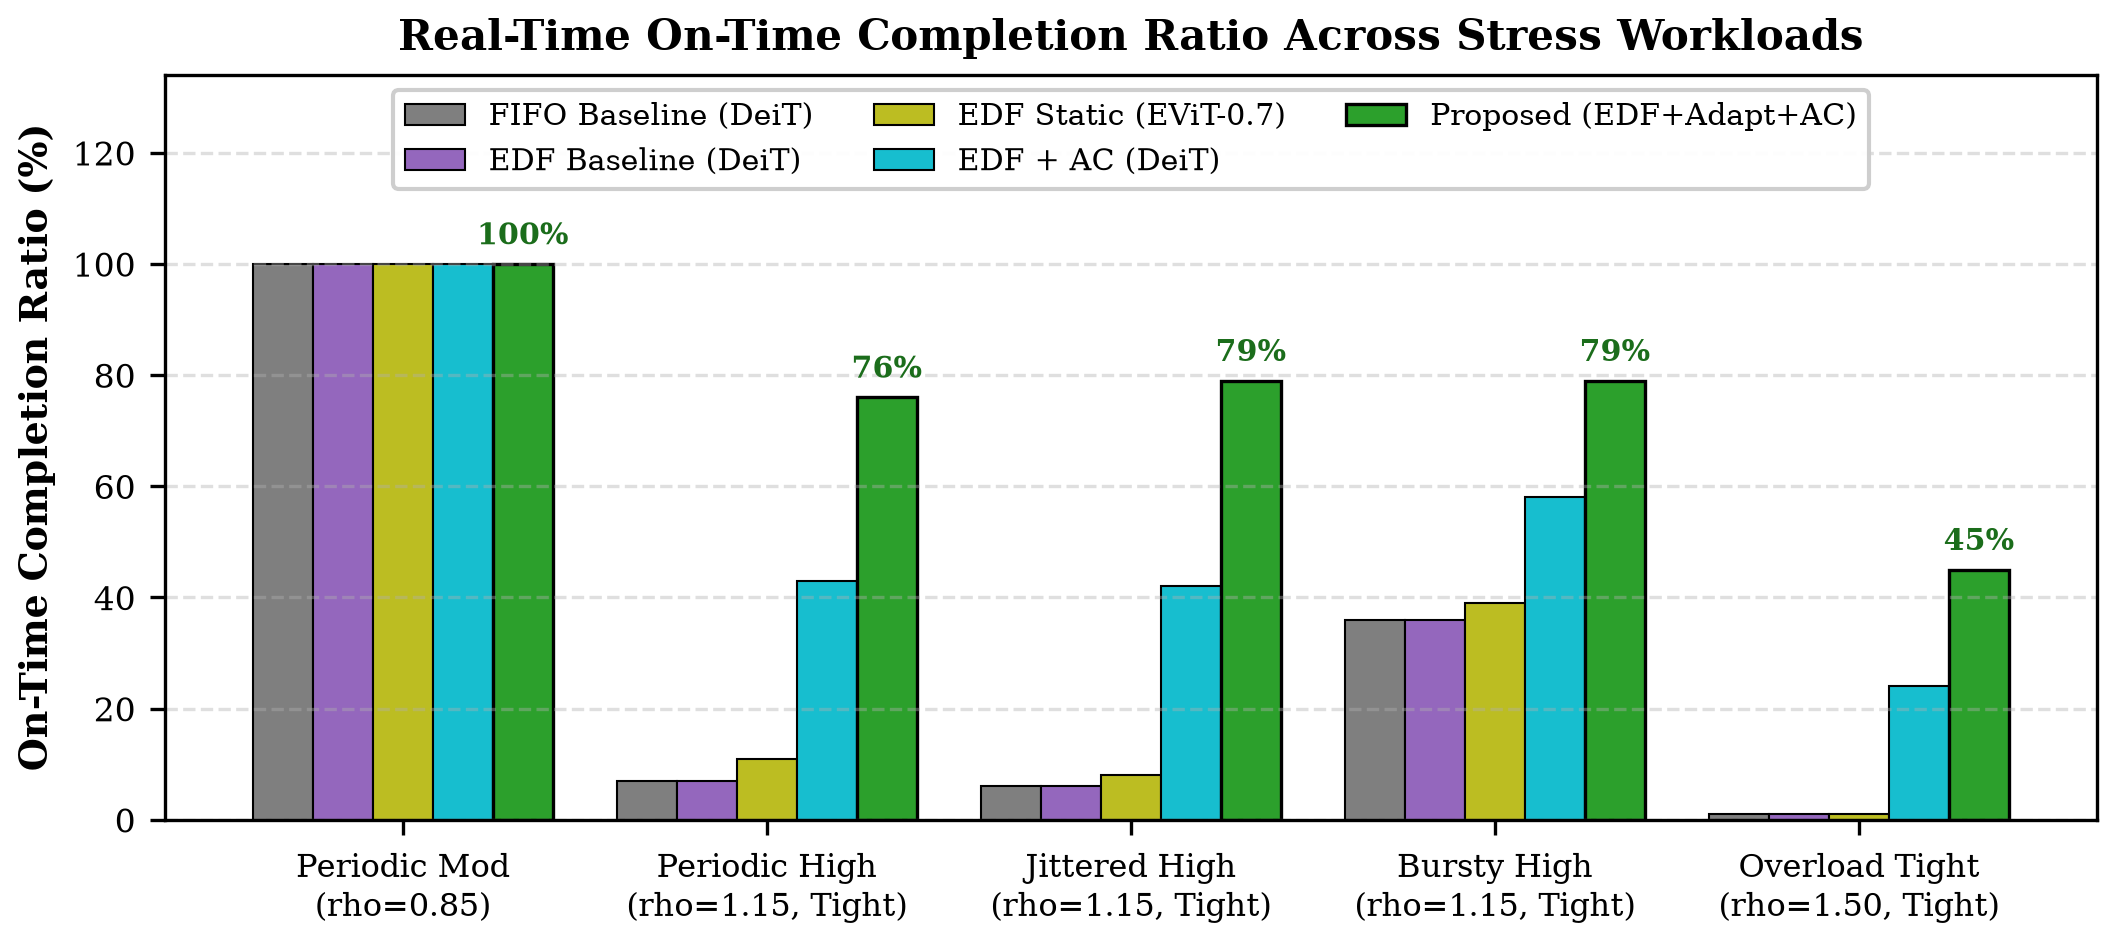 Real-Time On-Time Completion Ratio Across Stress Workloads
FIFO Baseline (DeiT)
EDF Baseline (DeiT)
EDF Static (EViT-0.7)
EDF + AC (DeiT)
Proposed (EDF+Adapt+AC)
On-Time Completion Ratio (%)
120
100
80
60
40
20
0
100%
76%
79%
79%
45%
Periodic Mod
(rho=0.85)
Periodic High
(rho=1.15, Tight)
Jittered High
(rho=1.15, Tight)
Bursty High
(rho=1.15, Tight)
Overload Tight
(rho=1.50, Tight)